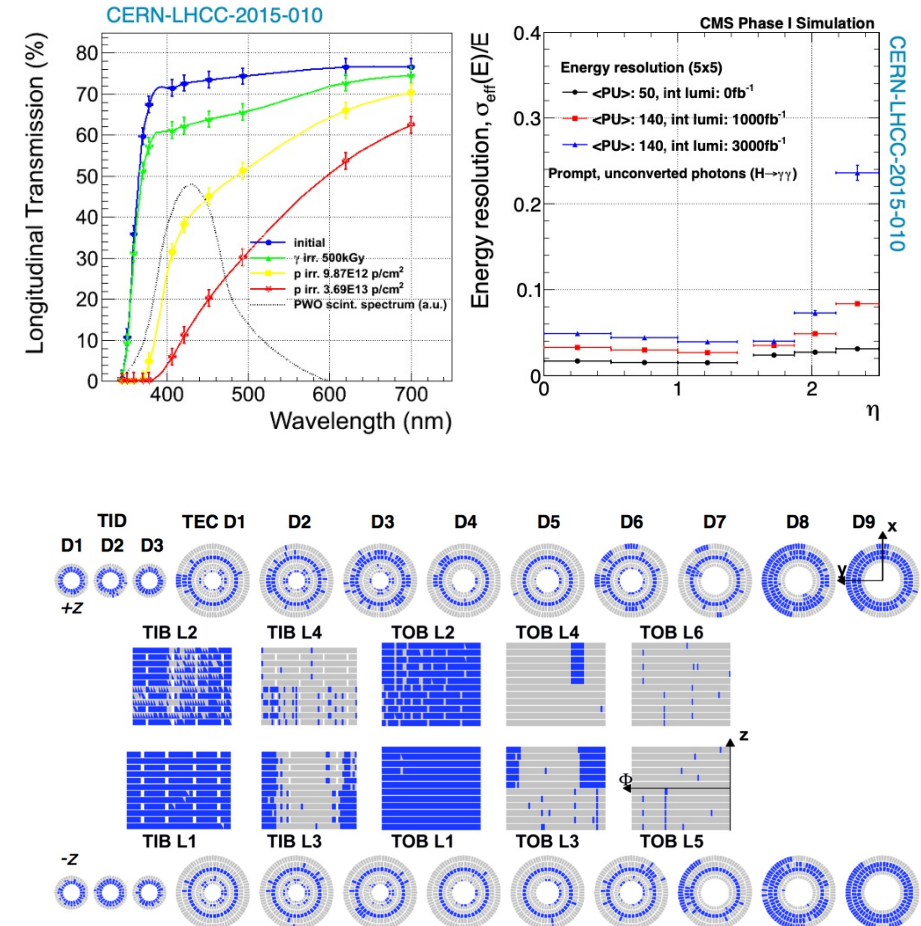 CERN-LHCC-2015-010
Longitudinal Transmission (%)
80
70
60
50
40
30
20
10
0
initial
γ irr. 500kGy
p irr. 9.87E12 p/cm²
p irr. 3.69E13 p/cm²
PWO scint. spectrum (a.u.)
400 500 600 700
Wavelength (nm)
CMS Phase I Simulation
CERN-LHCC-2015-010
Energy resolution, σeff(E)/E
0.4
0.3
0.2
0.1
0
Energy resolution (5x5)
<PU>: 50, int lumi: 0fb⁻¹
<PU>: 140, int lumi: 1000fb⁻¹
<PU>: 140, int lumi: 3000fb⁻¹
Prompt, unconverted photons (H→γγ)
0 1 2
η
TID TEC D1 D2 D3 D4 D5 D6 D7 D8 D9
D1 D2 D3
x
y
+z
TIB L2 TIB L4 TOB L2 TOB L4 TOB L6
z
Φ
TIB L1 TIB L3 TOB L1 TOB L3 TOB L5
-z